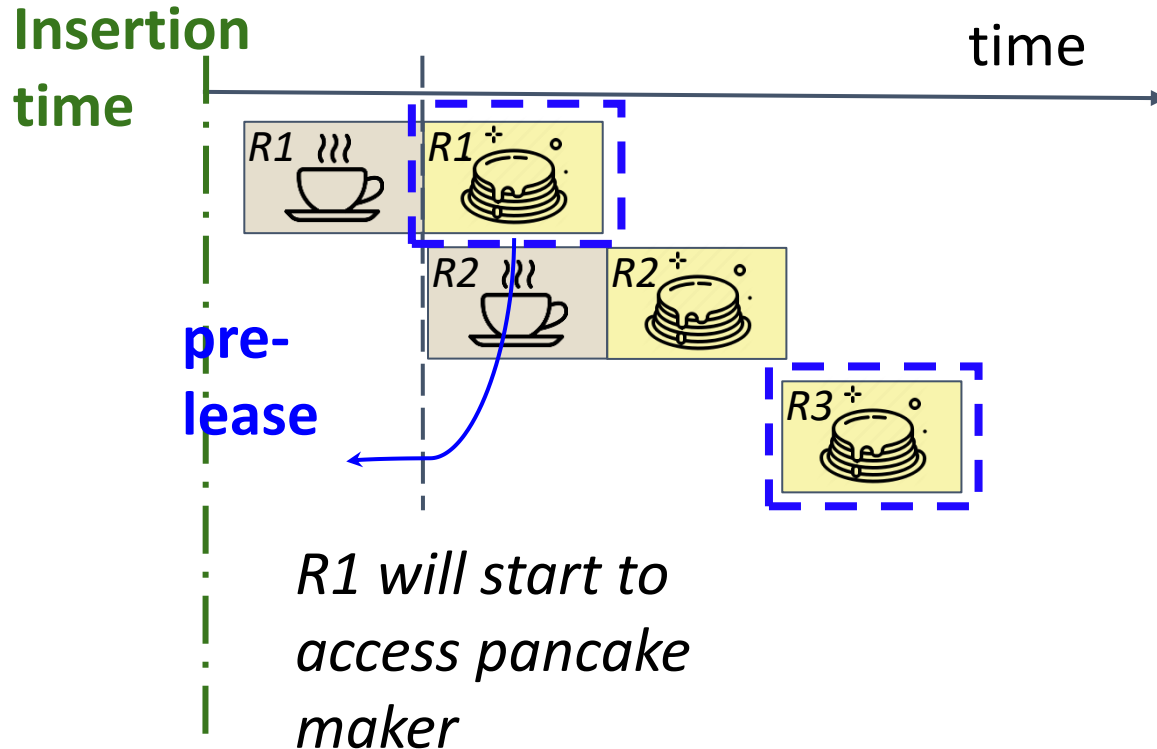 Insertion
time
time
R1
R1
R2
R2
pre-
lease
R3
R1 will start to
access pancake
maker